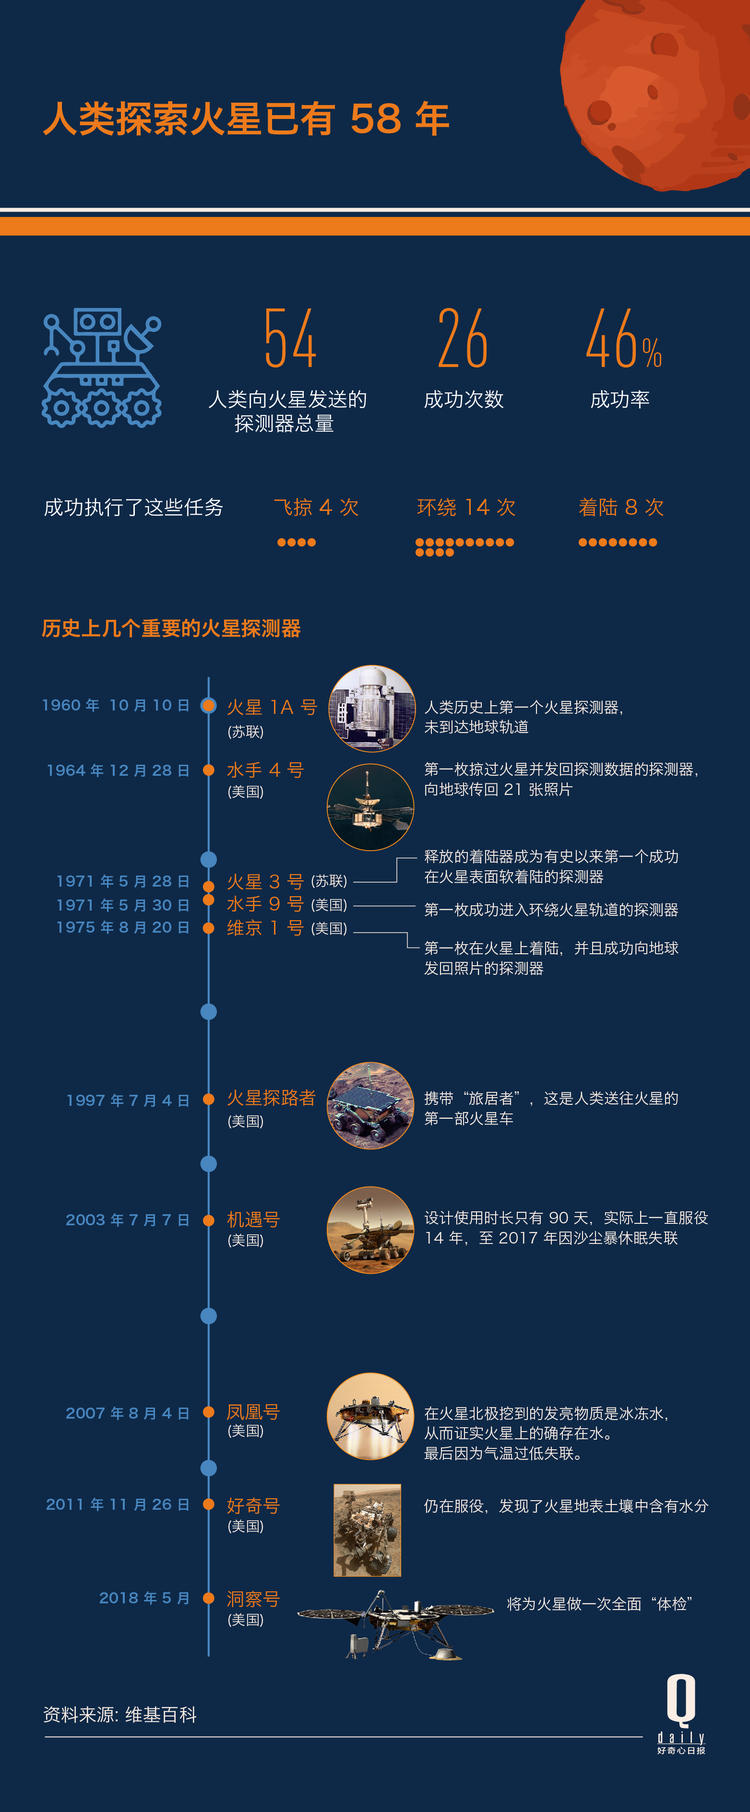 人类探索火星已有 58 年
54
人类向火星发送的
探测器总量
26
成功次数
46%
成功率
成功执行了这些任务
飞掠 4 次
环绕 14 次
着陆 8 次
历史上几个重要的火星探测器
1960 年 10 月 10 日
火星 1A 号
(苏联)
人类历史上第一个火星探测器，
未到达地球轨道
1964 年 12 月 28 日
水手 4 号
(美国)
第一枚掠过火星并发回探测数据的探测器，
向地球传回 21 张照片
1971 年 5 月 28 日
火星 3 号 (苏联)
释放的着陆器成为有史以来第一个成功
在火星表面软着陆的探测器
1971 年 5 月 30 日
水手 9 号 (美国)
第一枚成功进入环绕火星轨道的探测器
1975 年 8 月 20 日
维京 1 号 (美国)
第一枚在火星上着陆，并且成功向地球
发回照片的探测器
1997 年 7 月 4 日
火星探路者
(美国)
携带“旅居者”，这是人类送往火星的
第一部火星车
2003 年 7 月 7 日
机遇号
(美国)
设计使用时长只有 90 天，实际上一直服役
14 年，至 2017 年因沙尘暴休眠失联
2007 年 8 月 4 日
凤凰号
(美国)
在火星北极挖到的发亮物质是冰冻水，
从而证实火星上的确存在水。
最后因为气温过低失联。
2011 年 11 月 26 日
好奇号
(美国)
仍在服役，发现了火星地表土壤中含有水分
2018 年 5 月
洞察号
(美国)
将为火星做一次全面“体检”
资料来源: 维基百科
Q
daily
好奇心日报